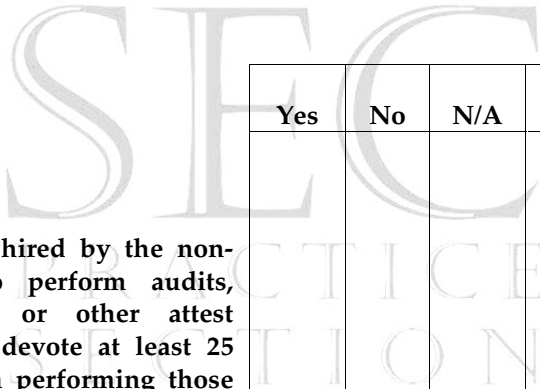 SEC
Yes No N/A
hired by the non-
PRACTICE
perform audits,
or other attest
SECTION
devote at least 25
performing those